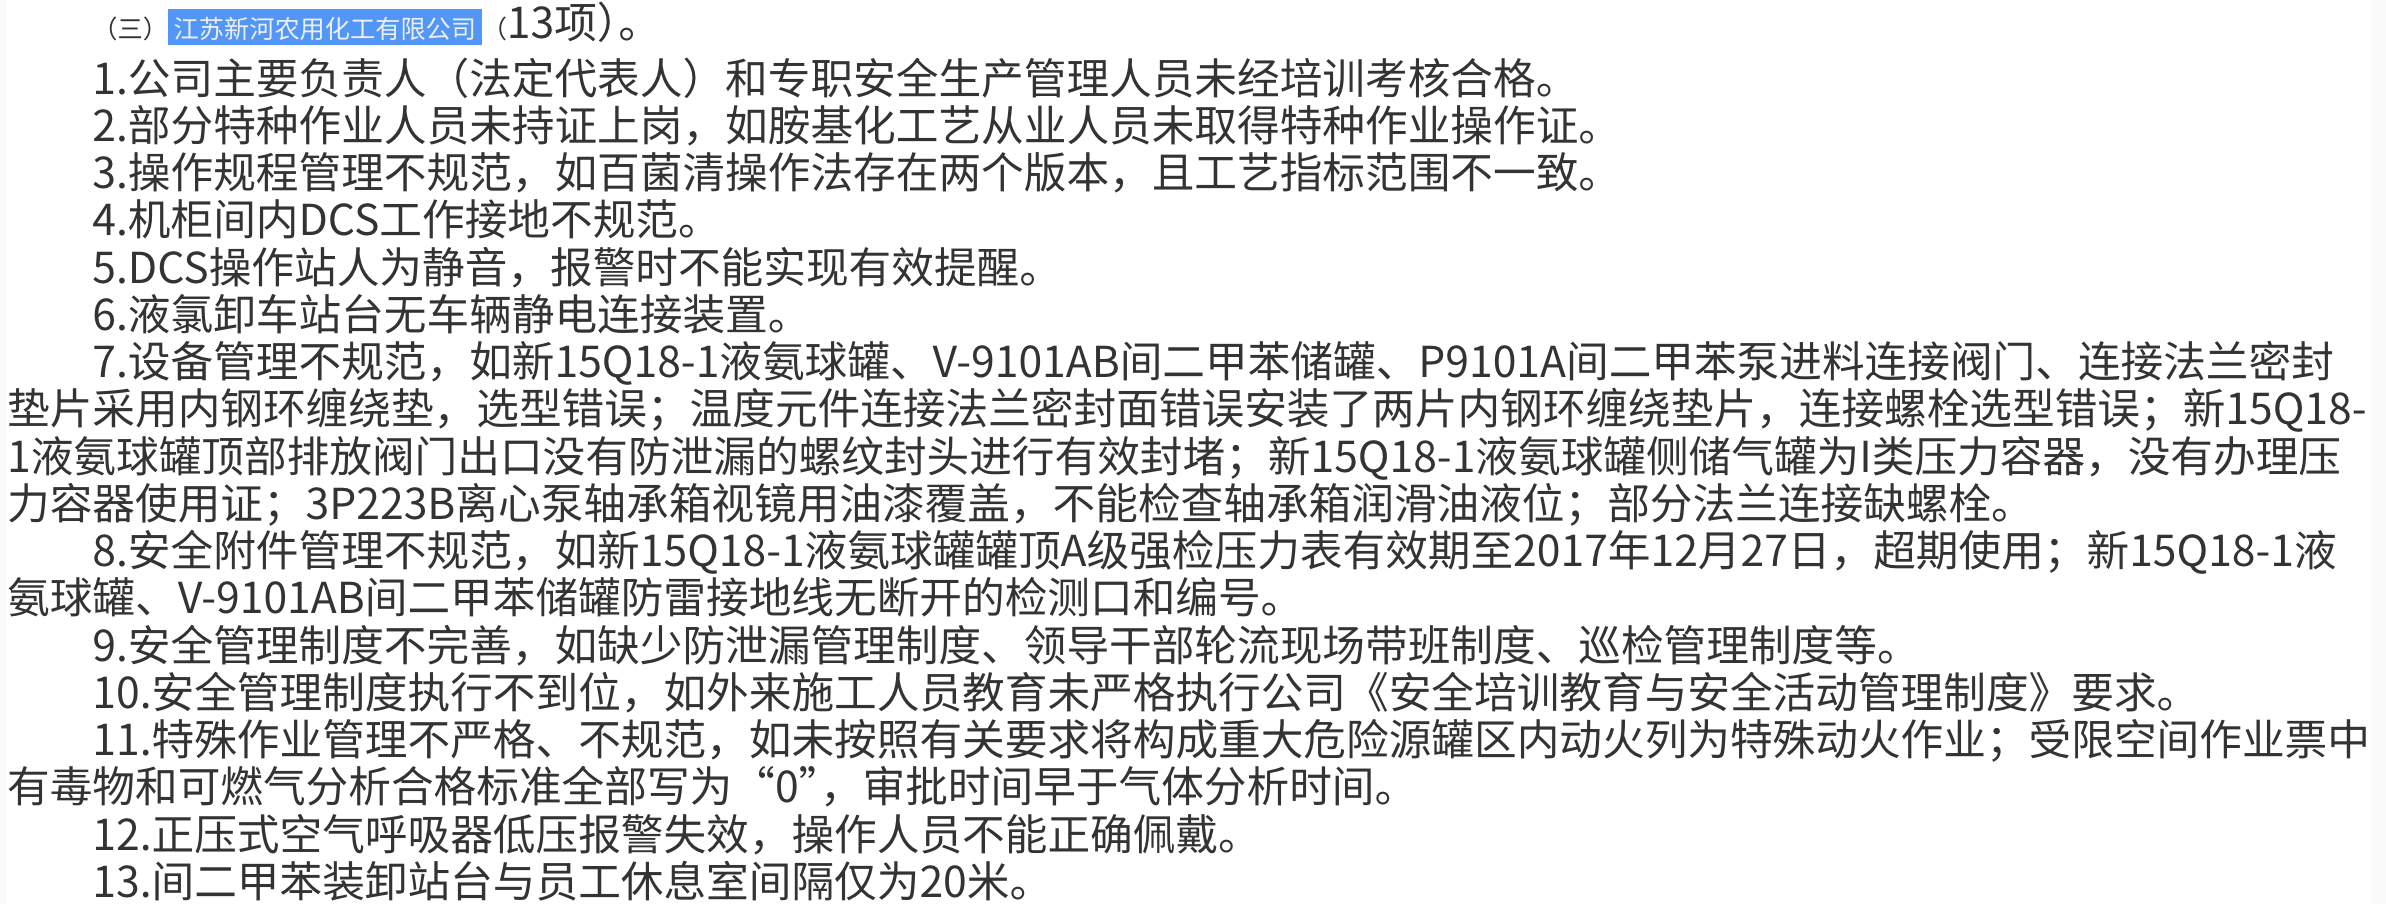 （三）江苏新河农用化工有限公司（13项）。
1.公司主要负责人（法定代表人）和专职安全生产管理人员未经培训考核合格。
2.部分特种作业人员未持证上岗，如胺基化工艺从业人员未取得特种作业操作证。
3.操作规程管理不规范，如百菌清操作法存在两个版本，且工艺指标范围不一致。
4.机柜间内DCS工作接地不规范。
5.DCS操作站人为静音，报警时不能实现有效提醒。
6.液氯卸车站台无车辆静电连接装置。
7.设备管理不规范，如新15Q18-1液氨球罐、V-9101AB间二甲苯储罐、P9101A间二甲苯泵进料连接阀门、连接法兰密封
垫片采用内钢环缠绕垫，选型错误；温度元件连接法兰密封面错误安装了两片内钢环缠绕垫片，连接螺栓选型错误；新15Q18-
1液氨球罐顶部排放阀门出口没有防泄漏的螺纹封头进行有效封堵；新15Q18-1液氨球罐侧储气罐为I类压力容器，没有办理压
力容器使用证；3P223B离心泵轴承箱视镜用油漆覆盖，不能检查轴承箱润滑油液位；部分法兰连接缺螺栓。
8.安全附件管理不规范，如新15Q18-1液氨球罐罐顶A级强检压力表有效期至2017年12月27日，超期使用；新15Q18-1液
氨球罐、V-9101AB间二甲苯储罐防雷接地线无断开的检测口和编号。
9.安全管理制度不完善，如缺少防泄漏管理制度、领导干部轮流现场带班制度、巡检管理制度等。
10.安全管理制度执行不到位，如外来施工人员教育未严格执行公司《安全培训教育与安全活动管理制度》要求。
11.特殊作业管理不严格、不规范，如未按照有关要求将构成重大危险源罐区内动火列为特殊动火作业；受限空间作业票中
有毒物和可燃气分析合格标准全部写为“0”，审批时间早于气体分析时间。
12.正压式空气呼吸器低压报警失效，操作人员不能正确佩戴。
13.间二甲苯装卸站台与员工休息室间隔仅为20米。